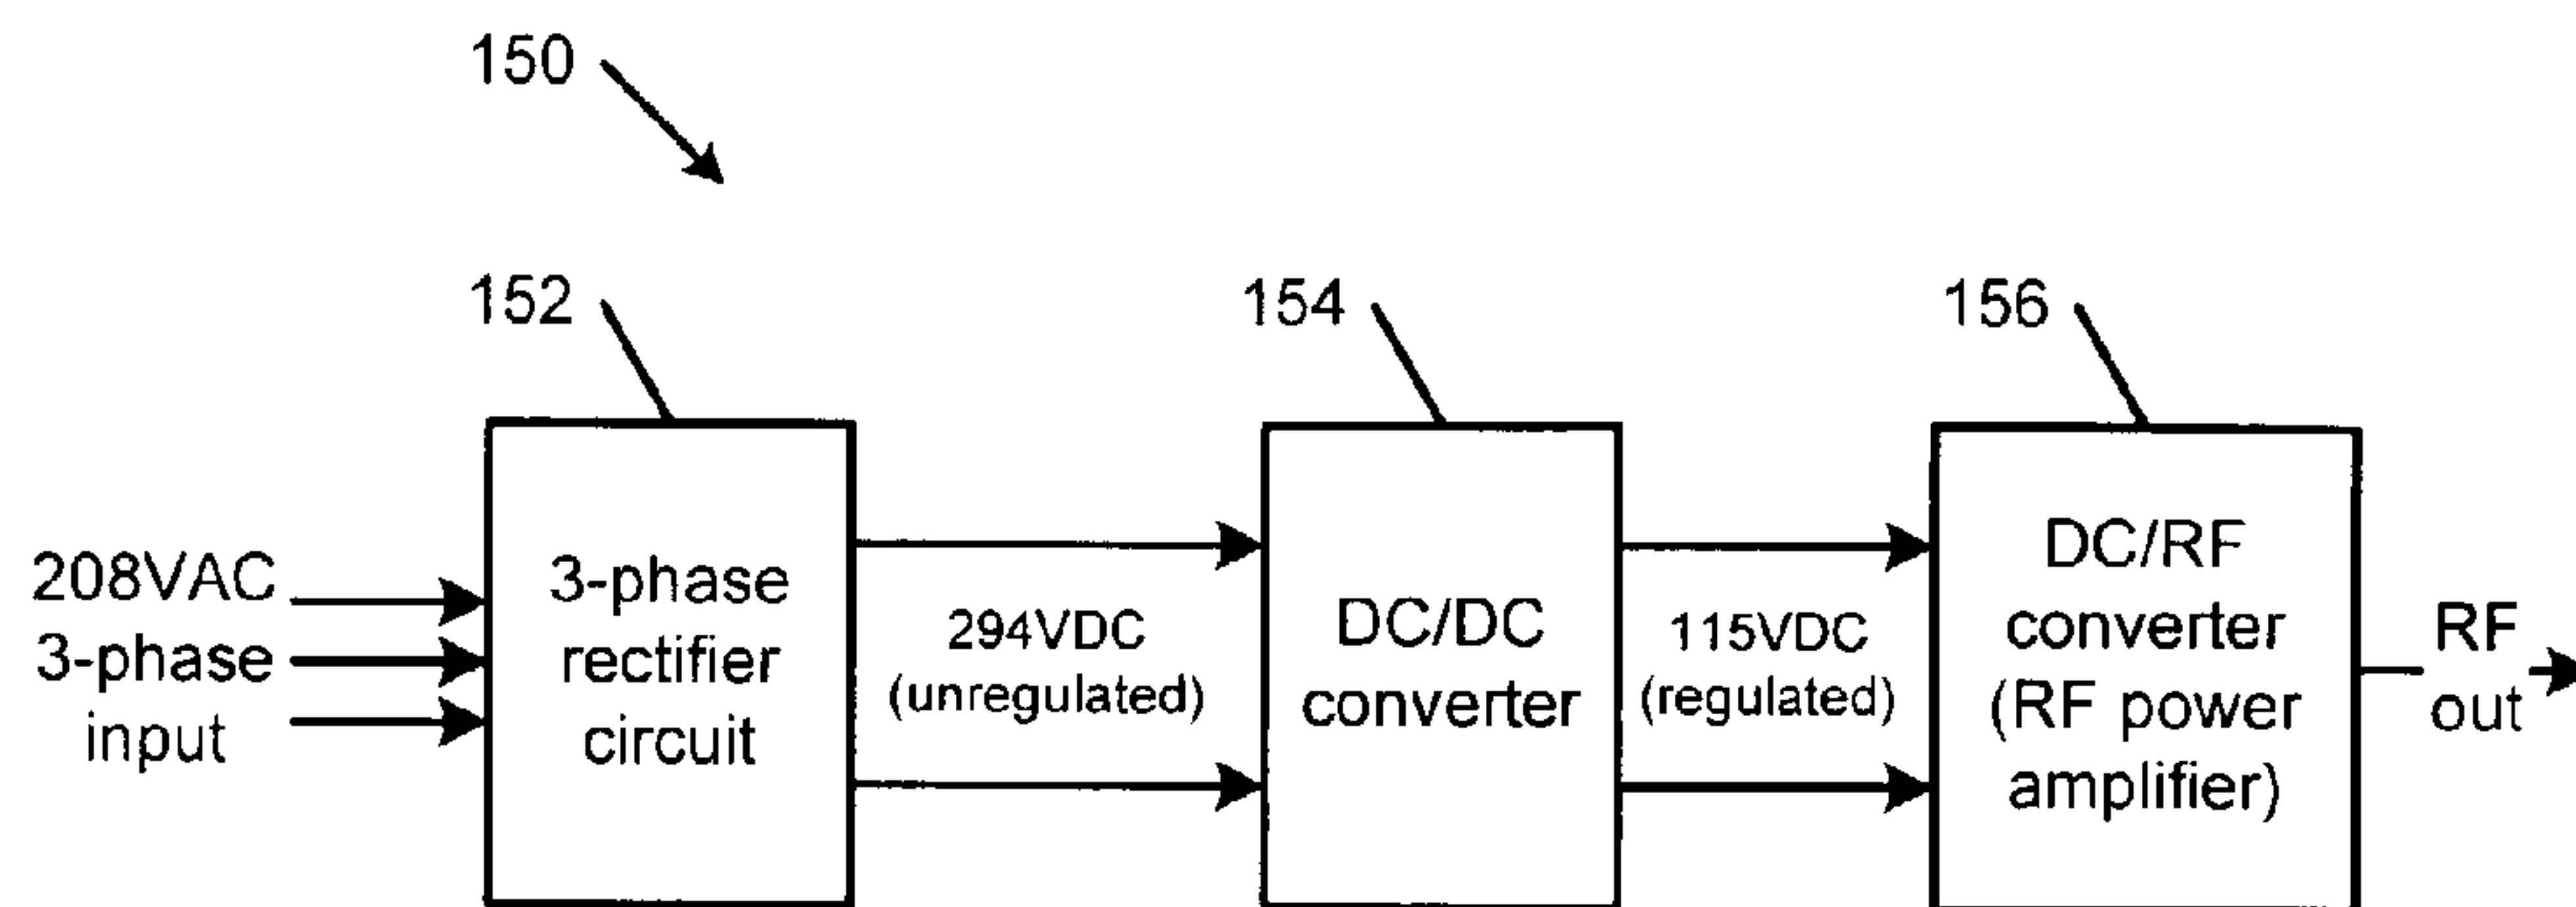 150
152
154
156
208VAC
3-phase
input
3-phase
rectifier
circuit
294VDC
(unregulated)
DC/DC
converter
115VDC
(regulated)
DC/RF
converter
(RF power
amplifier)
RF
out